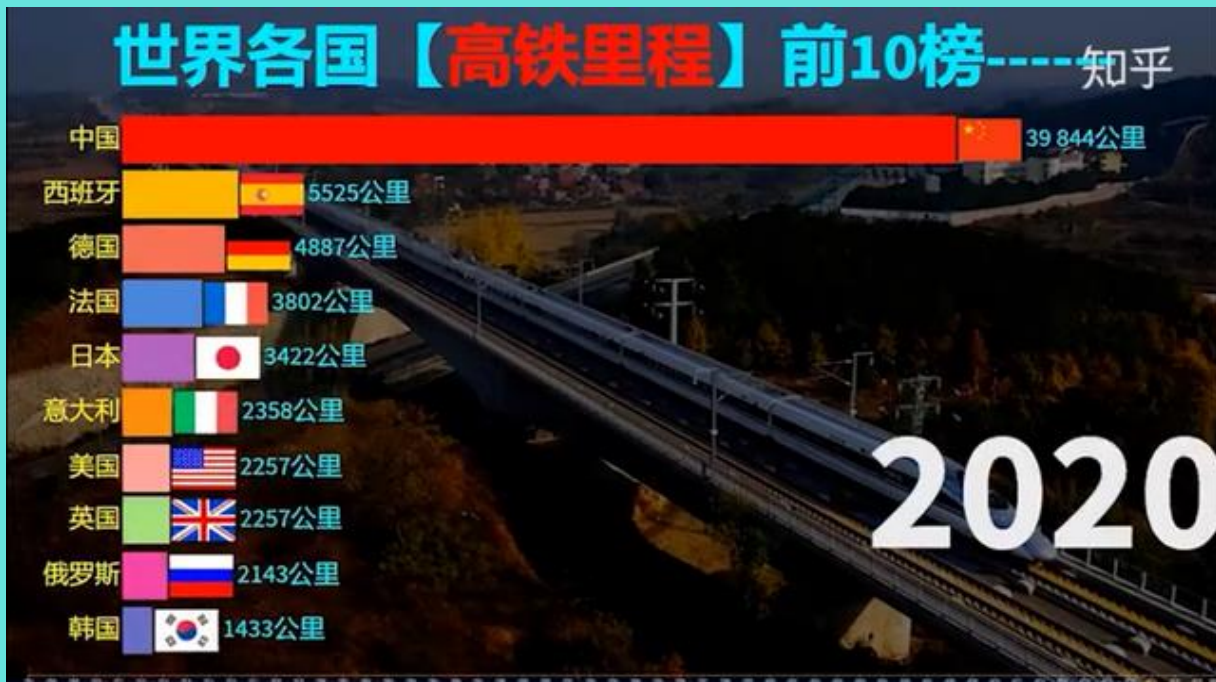 世界各国【高铁里程】前10榜------
知乎
中国 39 844公里
西班牙 5525公里
德国 4887公里
法国 3802公里
日本 3422公里
意大利 2358公里
美国 2257公里
英国 2257公里
俄罗斯 2143公里
韩国 1433公里
2020